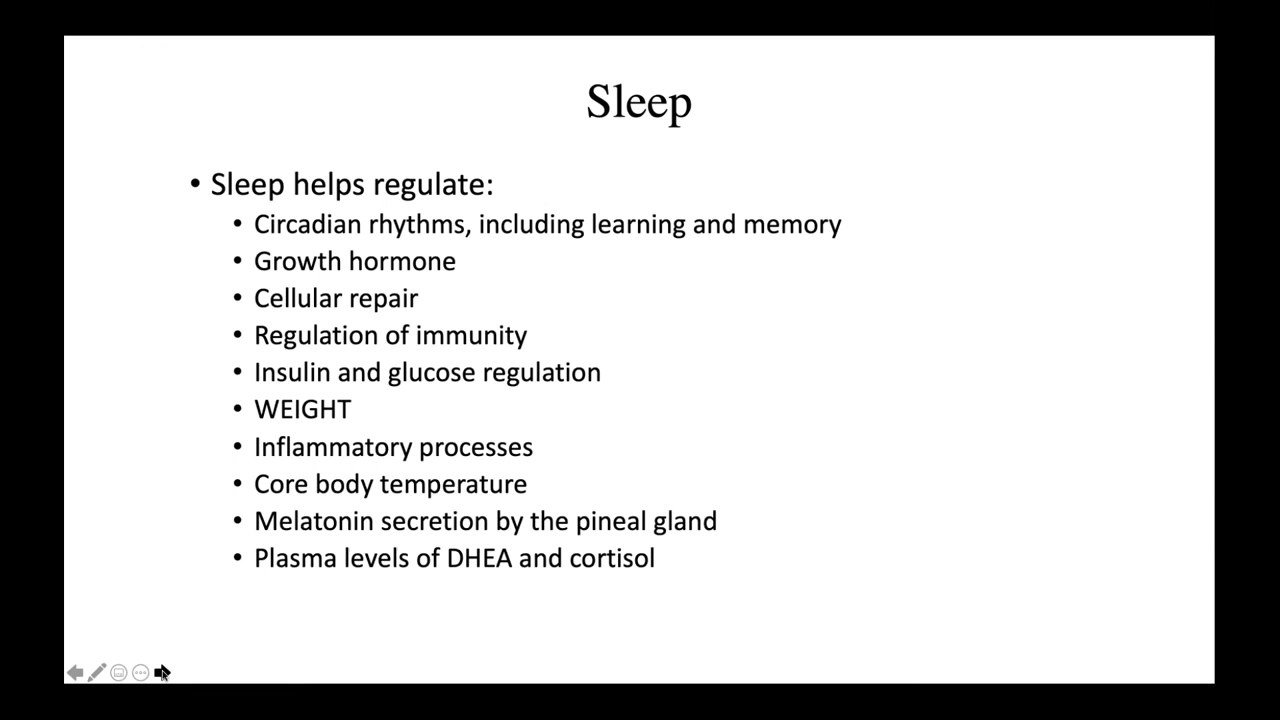 Sleep
• Sleep helps regulate:
• Circadian rhythms, including learning and memory
• Growth hormone
• Cellular repair
• Regulation of immunity
• Insulin and glucose regulation
• WEIGHT
• Inflammatory processes
• Core body temperature
• Melatonin secretion by the pineal gland
• Plasma levels of DHEA and cortisol